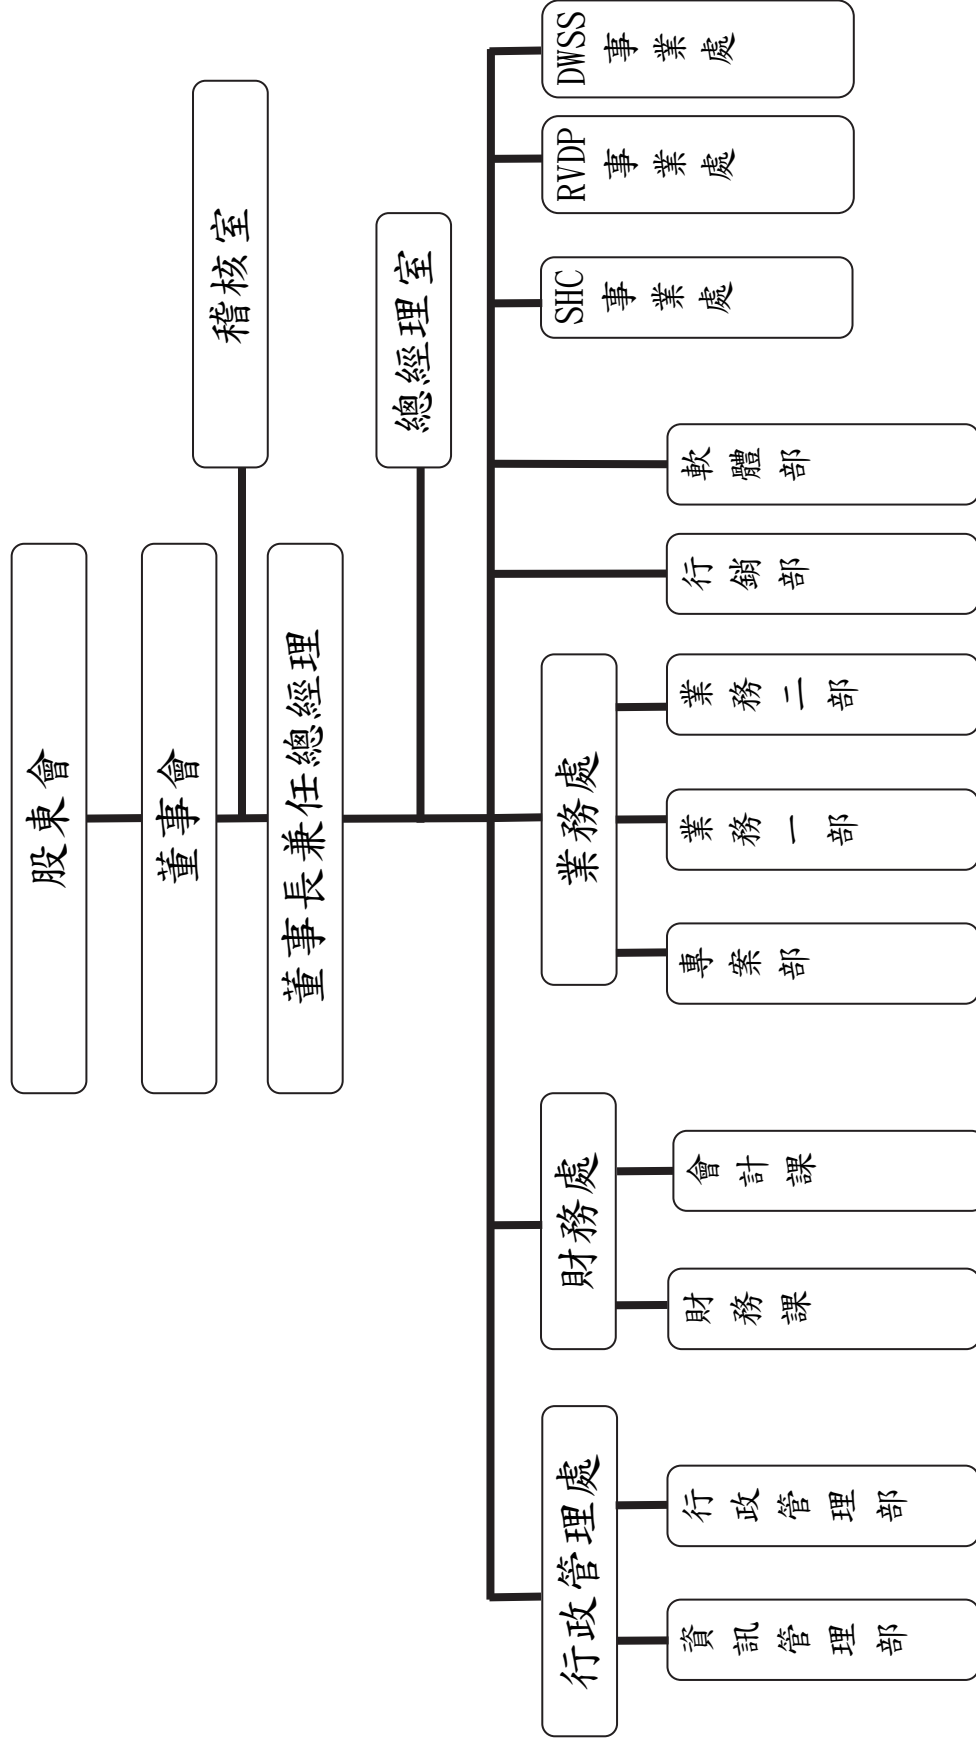 股東會
董事會
稽核室
董事長兼任總經理
總經理室
行政管理處
財務處
業務處
資訊管理部
行政管理部
財務課
會計課
專案部
業務一部
業務二部
行銷部
軟體部
SHC事業處
RVDP事業處
DWSS事業處